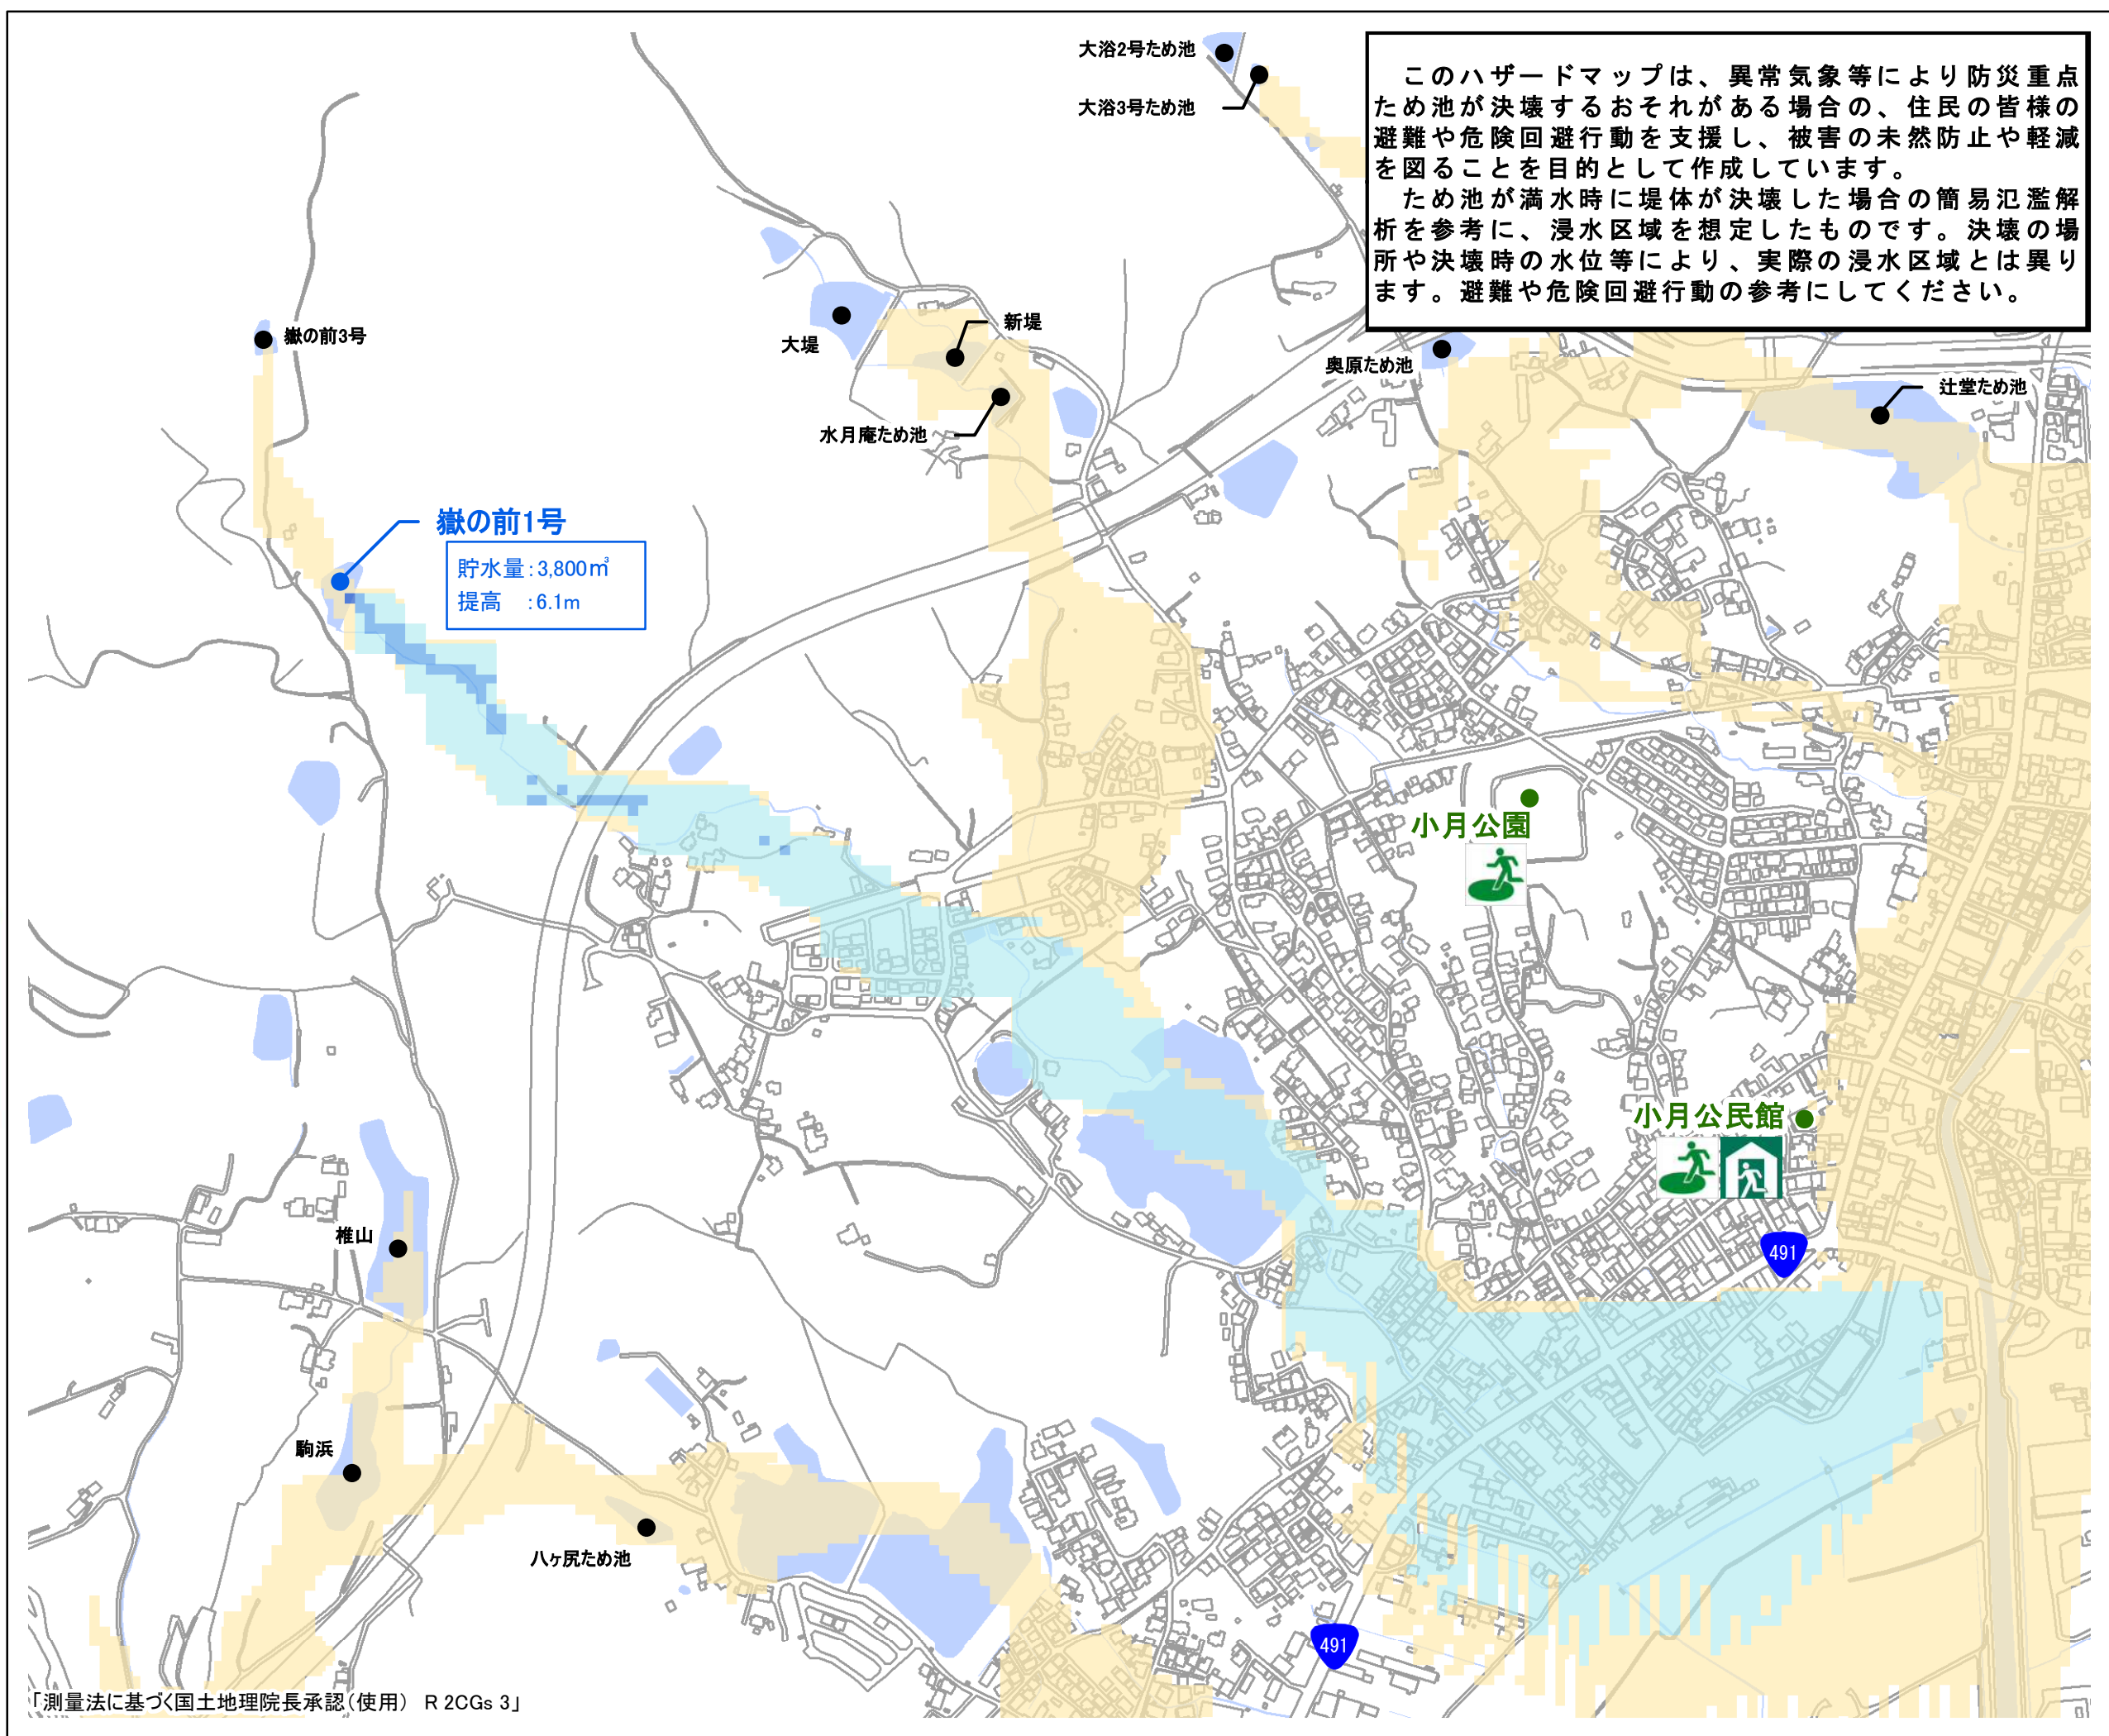 大浴2号ため池
大浴3号ため池
このハザードマップは、異常気象等により防災重点
ため池が決壊するおそれがある場合の、住民の皆様の
避難や危険回避行動を支援し、被害の未然防止や軽減
を図ることを目的として作成しています。
ため池が満水時に堤体が決壊した場合の簡易氾濫解
析を参考に、浸水区域を想定したものです。決壊の場
所や決壊時の水位等により、実際の浸水区域とは異り
ます。避難や危険回避行動の参考にしてください。
嶽の前3号
大堤
新堤
水月庵ため池
奥原ため池
辻堂ため池
嶽の前1号
貯水量:3,800㎥
提高 :6.1m
小月公園
小月公民館
491
椎山
駒浜
八ヶ尻ため池
491
「測量法に基づく国土地理院長承認(使用) R 2CGs 3」